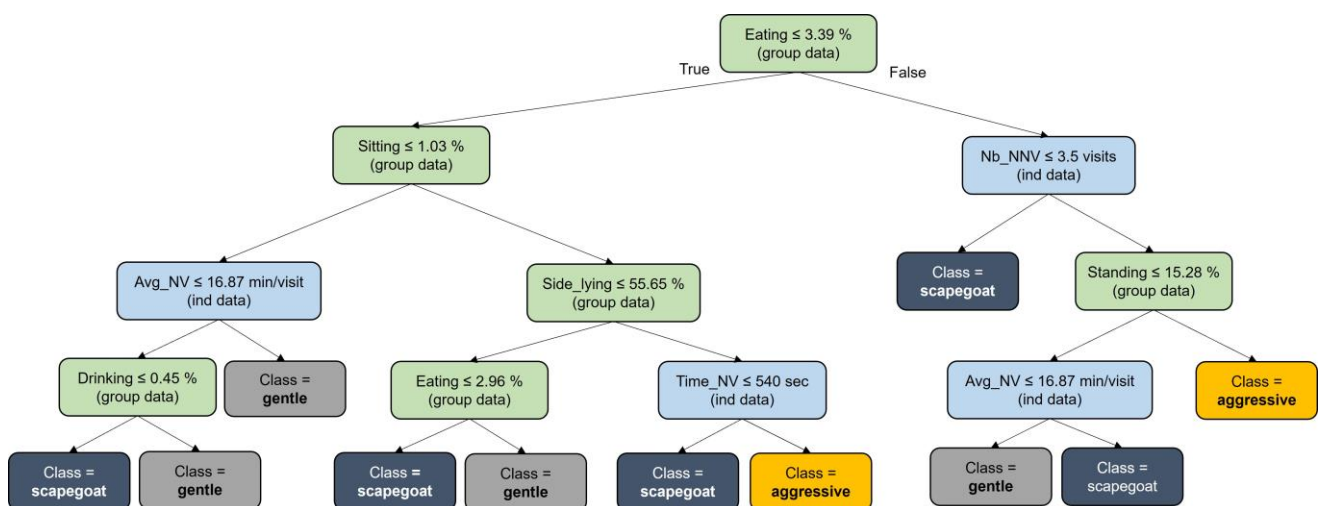 Eating ≤ 3.39 %
(group data)
True
False
Sitting ≤ 1.03 %
(group data)
Nb_NNV ≤ 3.5 visits
(ind data)
Avg_NV ≤ 16.87 min/visit
(ind data)
Side_lying ≤ 55.65 %
(group data)
Class =
scapegoat
Standing ≤ 15.28 %
(group data)
Drinking ≤ 0.45 %
(group data)
Class =
gentle
Eating ≤ 2.96 %
(group data)
Time_NV ≤ 540 sec
(ind data)
Avg_NV ≤ 16.87 min/visit
(ind data)
Class =
aggressive
Class =
scapegoat
Class =
gentle
Class =
scapegoat
Class =
gentle
Class =
scapegoat
Class =
aggressive
Class =
gentle
Class =
scapegoat